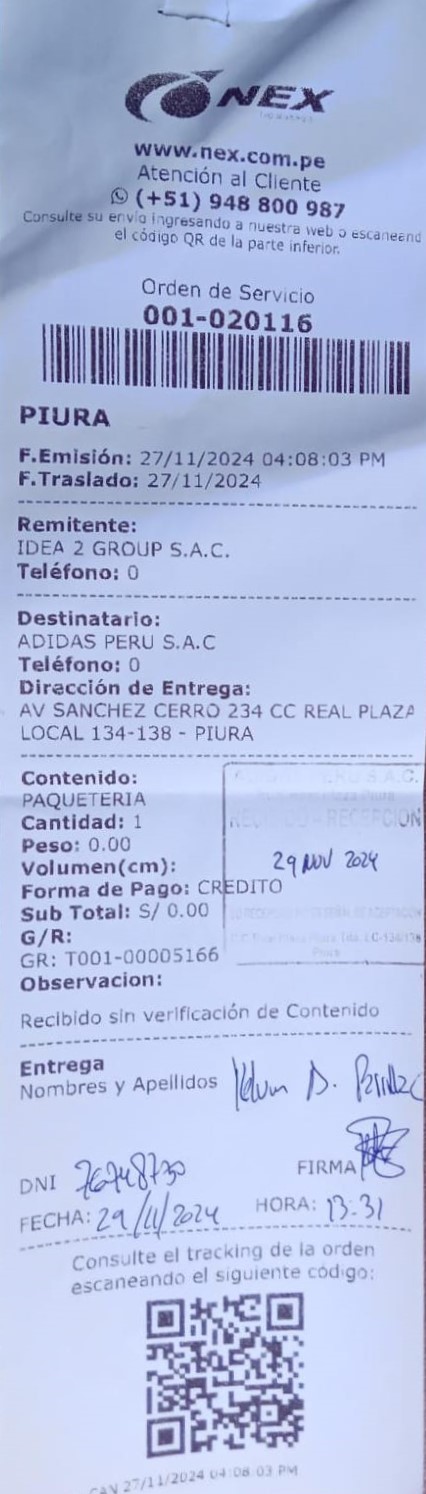 NEX
www.nex.com.pe
Atención al Cliente
(+51) 948 800 987
Consulte su envío ingresando a nuestra web o escaneand
el código QR de la parte inferior.
Orden de Servicio
001-020116
PIURA
F.Emisión: 27/11/2024 04:08:03 PM
F.Traslado: 27/11/2024
Remitente:
IDEA 2 GROUP S.A.C.
Teléfono: 0
Destinatario:
ADIDAS PERU S.A.C
Teléfono: 0
Dirección de Entrega:
AV SANCHEZ CERRO 234 CC REAL PLAZA
LOCAL 134-138 - PIURA
Contenido:
PAQUETERIA
Cantidad: 1
Peso: 0.00
Volumen(cm):
Forma de Pago: CREDITO
Sub Total: S/ 0.00
G/R:
GR: T001-00005166
Observacion:
PERU S.A.C.
RECIBIDO - RECEPCION
29 NOV 2024
Recibido sin verificación de Contenido
Entrega
Nombres y Apellidos
DNI 76748730
FIRMA
FECHA: 29/11/2024 HORA: 13-31
Consulte el tracking de la orden
escaneando el siguiente código:
27/11/2024 04:08:03 PM